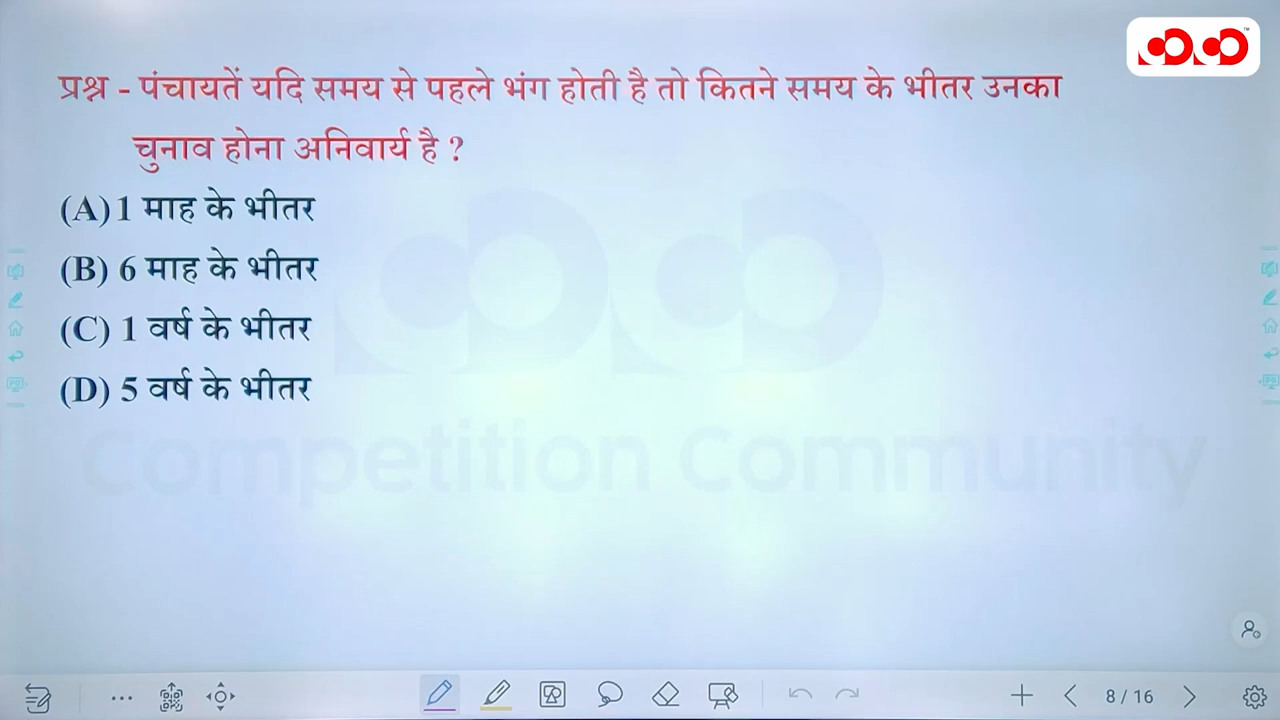 प्रश्न - पंचायतें यदि समय से पहले भंग होती है तो कितने समय के भीतर उनका
चुनाव होना अनिवार्य है ?
(A) 1 माह के भीतर
(B) 6 माह के भीतर
(C) 1 वर्ष के भीतर
(D) 5 वर्ष के भीतर
Competition Community
8 / 16